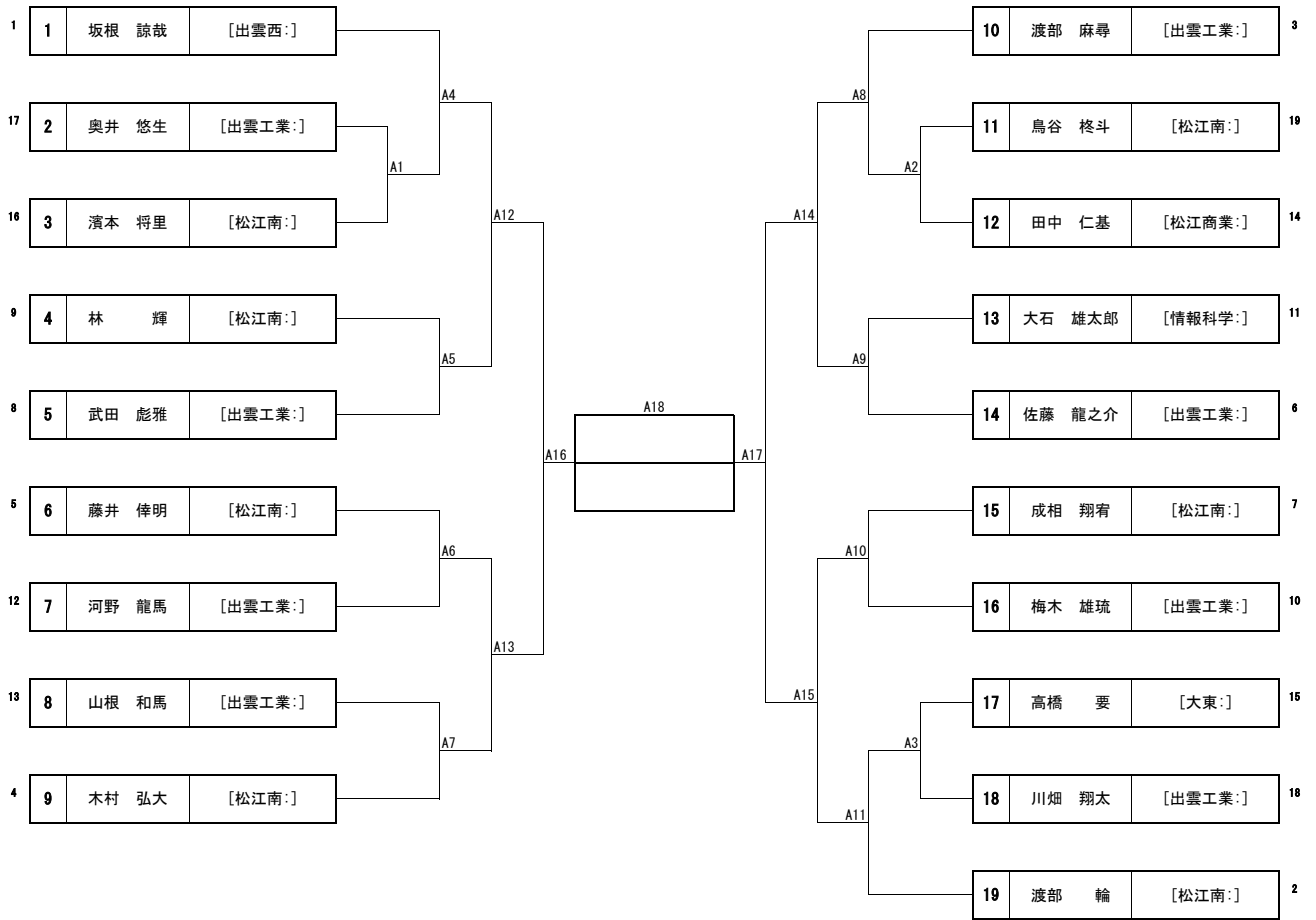 1 1 坂根　諒哉 [出雲西:]
17 2 奥井　悠生 [出雲工業:]
16 3 濱本　将里 [松江南:]
9 4 林　　　輝 [松江南:]
8 5 武田　彪雅 [出雲工業:]
5 6 藤井　倖明 [松江南:]
12 7 河野　龍馬 [出雲工業:]
13 8 山根　和馬 [出雲工業:]
4 9 木村　弘大 [松江南:]
A4
A1
A12
A5
A16
A6
A13
A7
A18
A8
A2
A14
A9
A17
A10
A15
A3
A11
10 渡部　麻尋 [出雲工業:] 3
11 鳥谷　柊斗 [松江南:] 19
12 田中　仁基 [松江商業:] 14
13 大石　雄太郎 [情報科学:] 11
14 佐藤　龍之介 [出雲工業:] 6
15 成相　翔宥 [松江南:] 7
16 梅木　雄琉 [出雲工業:] 10
17 高橋　　要 [大東:] 15
18 川畑　翔太 [出雲工業:] 18
19 渡部　　輪 [松江南:] 2